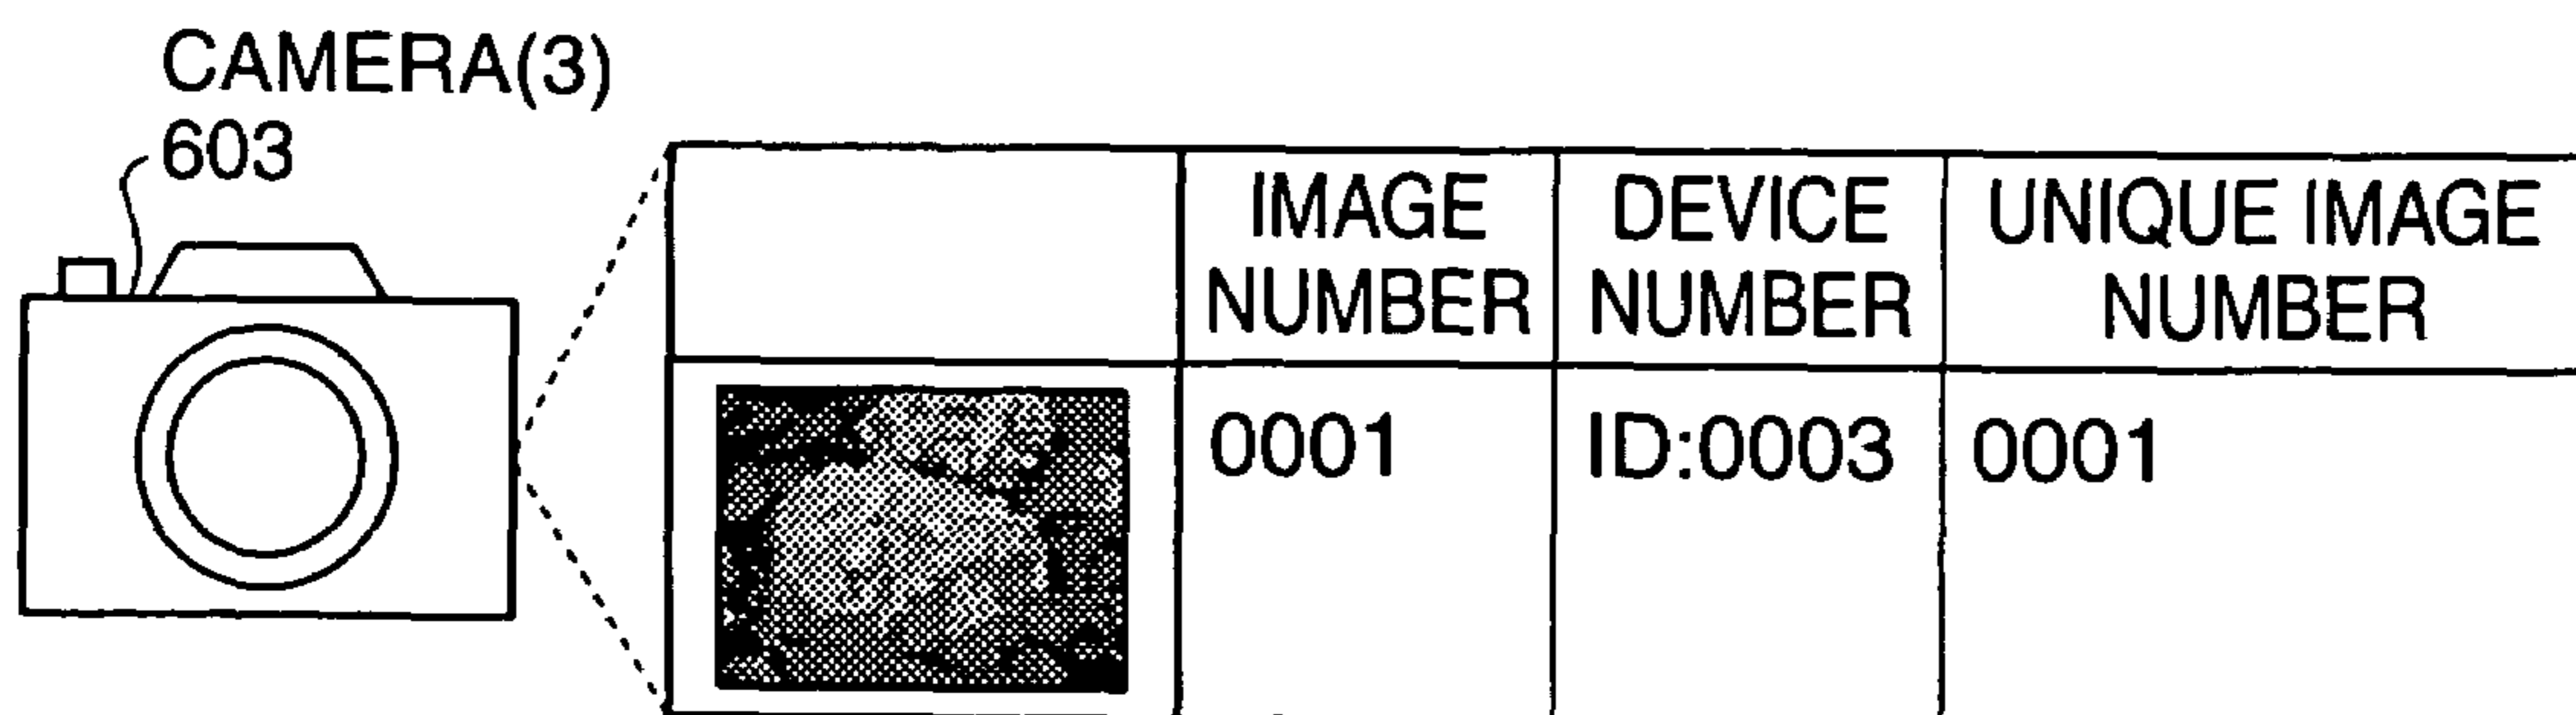 CAMERA(3)
603
IMAGE NUMBER
DEVICE NUMBER
UNIQUE IMAGE NUMBER
0001
ID:0003
0001